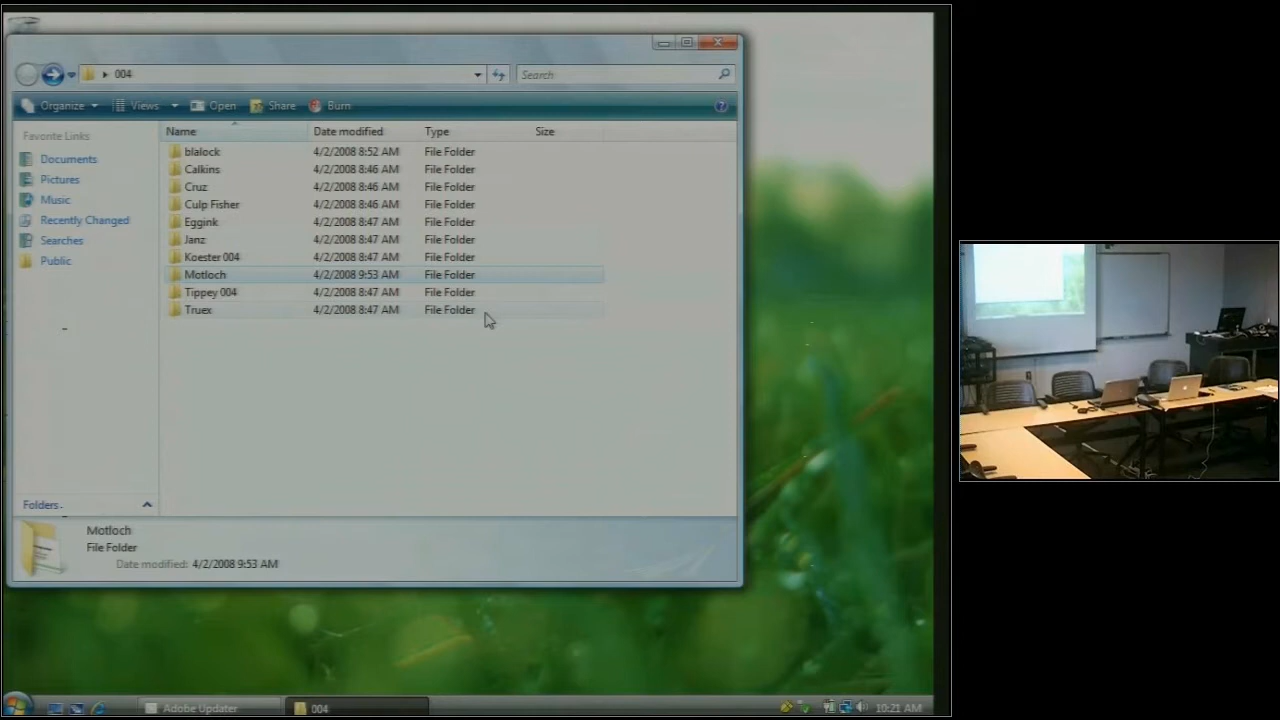 004
Search
Organize
Views
Open
Share
Burn
Favorite Links
Documents
Pictures
Music
Recently Changed
Searches
Public
Folders
Name Date modified Type Size
blalock 4/2/2008 8:52 AM File Folder
Calkins 4/2/2008 8:46 AM File Folder
Cruz 4/2/2008 8:46 AM File Folder
Culp Fisher 4/2/2008 8:46 AM File Folder
Eggink 4/2/2008 8:47 AM File Folder
Janz 4/2/2008 8:47 AM File Folder
Koester 004 4/2/2008 8:47 AM File Folder
Motloch 4/2/2008 9:53 AM File Folder
Tippey 004 4/2/2008 8:47 AM File Folder
Truex 4/2/2008 8:47 AM File Folder
Motloch
File Folder
Date modified: 4/2/2008 9:53 AM
Adobe Updater
004
10:21 AM